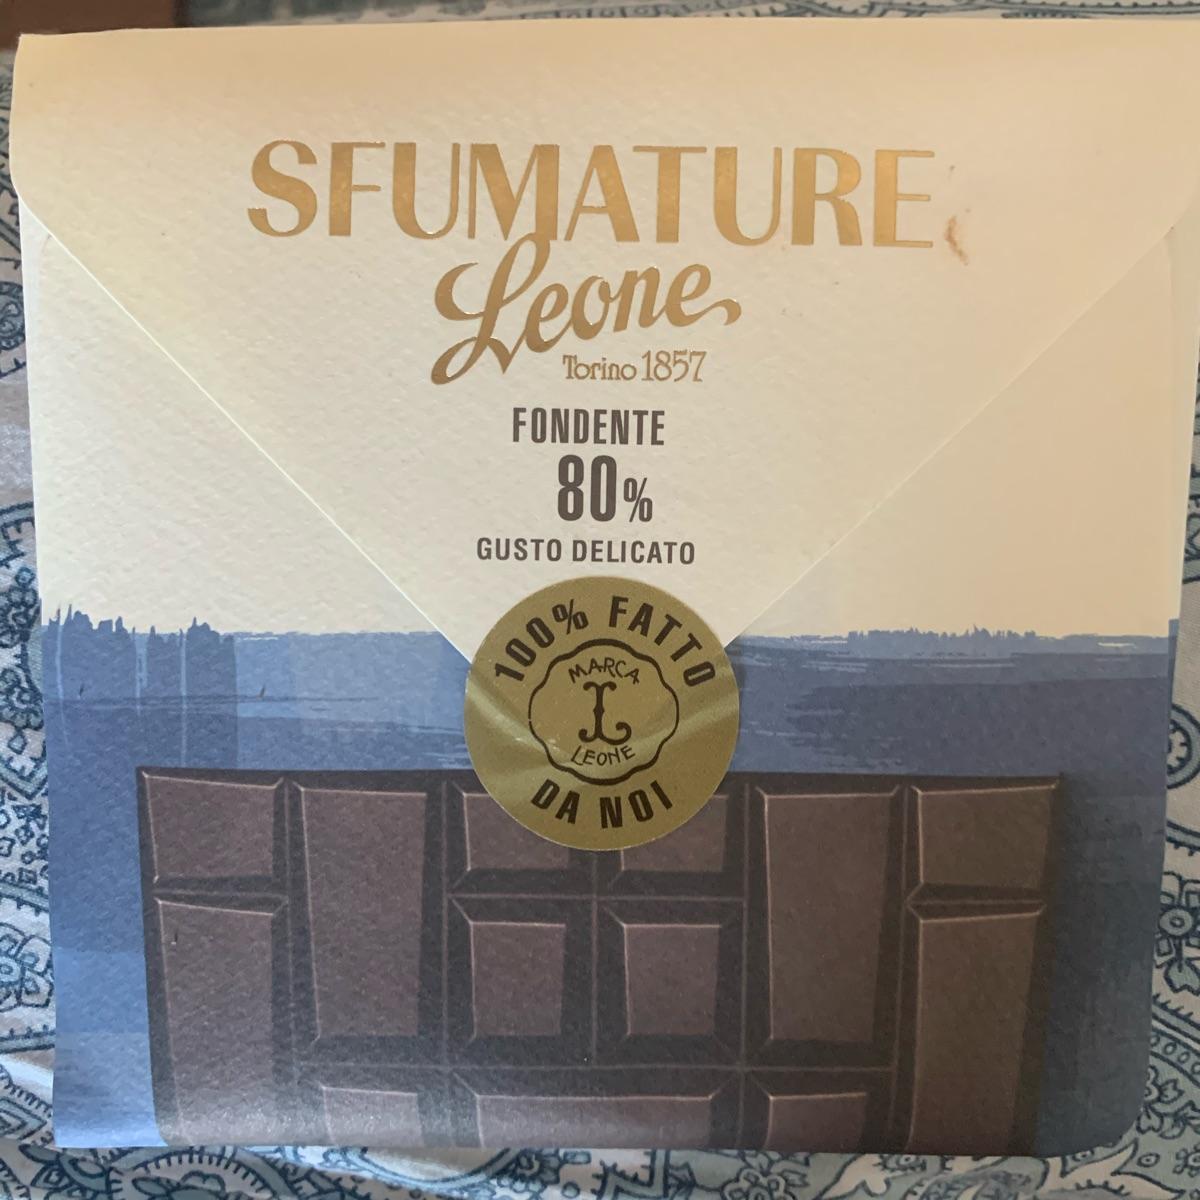 SFUMATURE
Leone
Torino 1857
FONDENTE
80%
GUSTO DELICATO
100% FATTO
MARCA
L
LEONE
DA NOI